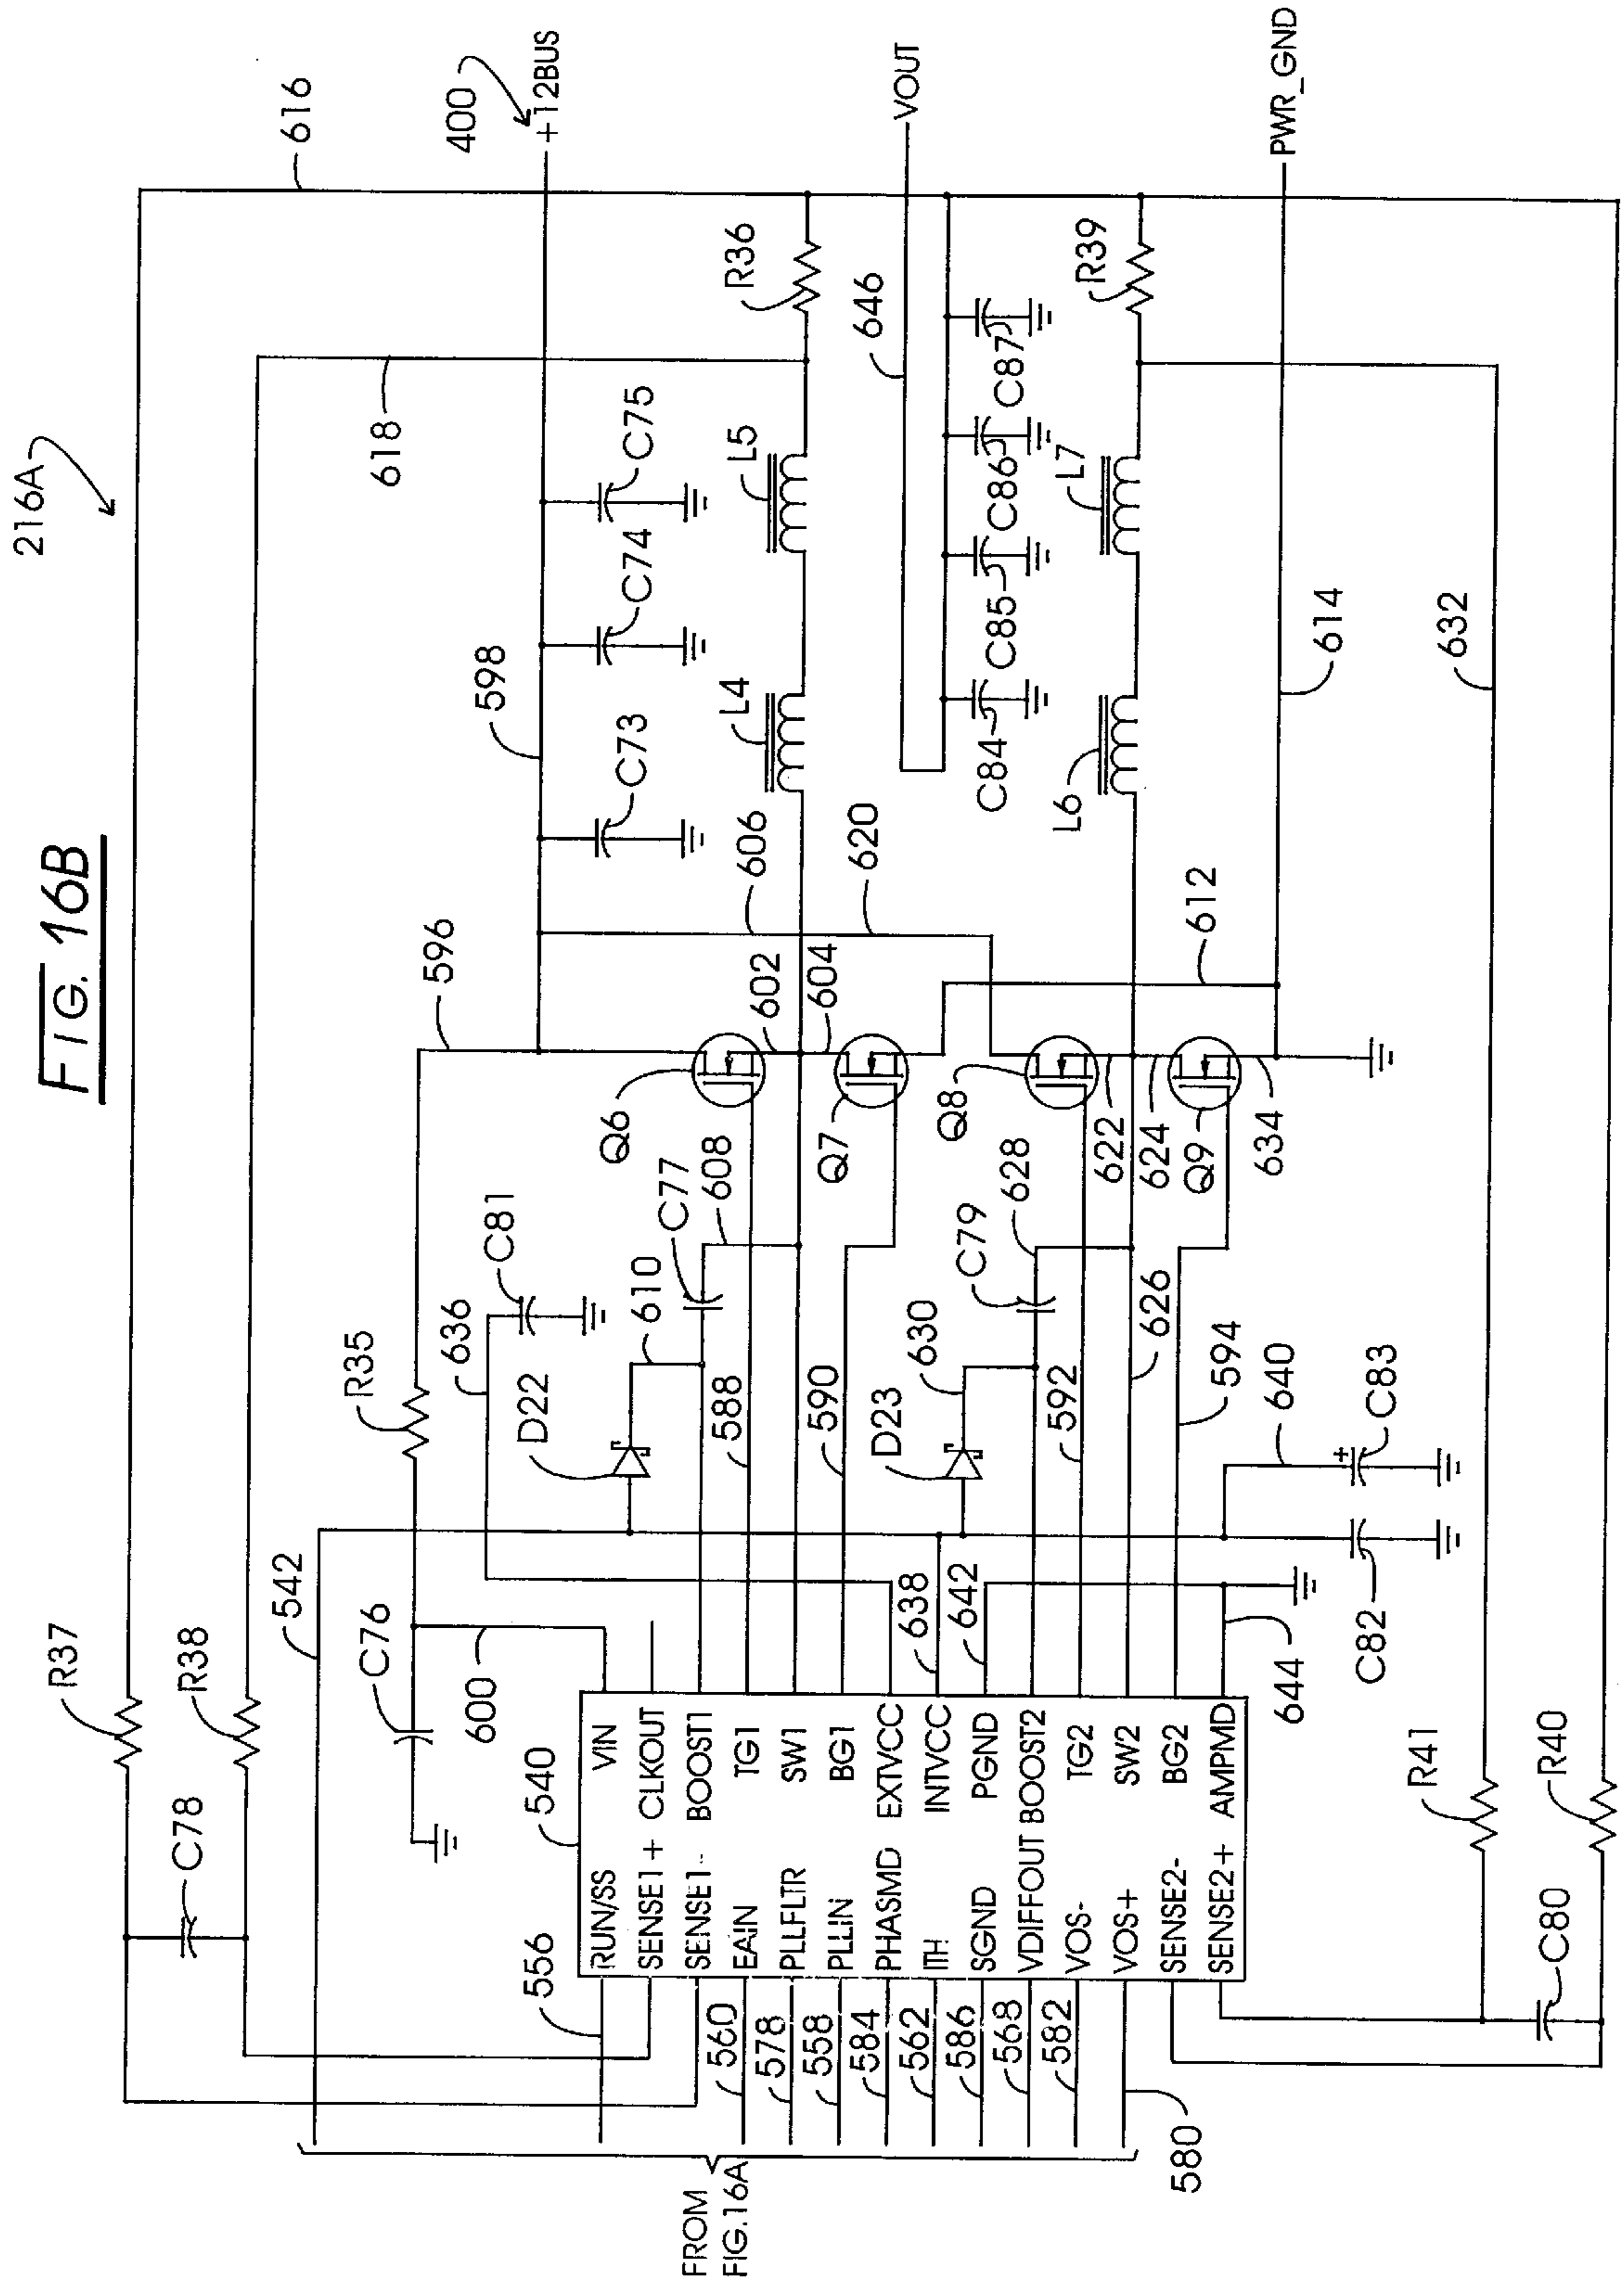 FIG. 16B
216A
616
400
+12BUS
618
598
596
C73
C74
C75
R35
R37
R38
C78
542
C76
636
C81
600
D22
610
C77
608
Q6
602
606
604
620
L4
L5
R36
VOUT
646
556
540
RUN/SS VIN
SENSE1+ CLKOUT
SENSE1- BOOST1
EAIN TG1
PLLFLTR SW1
PLLIN BG1
PHASMD EXTVCC
ITH INTVCC
SGND PGND
VDIFFOUT BOOST2
VOS- TG2
VOS+ SW2
SENSE2- BG2
SENSE2+ AMPMD
560
578
558
584
562
586
568
582
580
FROM
FIG.16A
588
590
Q7
638
642
D23
630
C79
628
592
Q8
622
624
626
Q9
634
594
640
C83
C82
644
612
L6
L7
C84
C85
C86
C87
R39
PWR_GND
614
632
R41
R40
C80